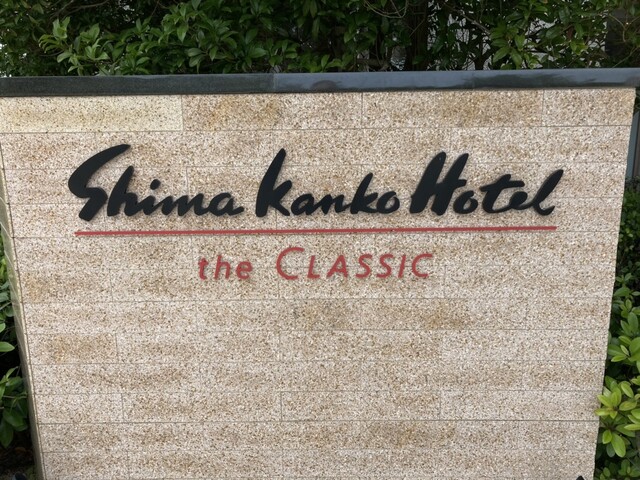 Shima Kanko Hotel
the CLASSIC